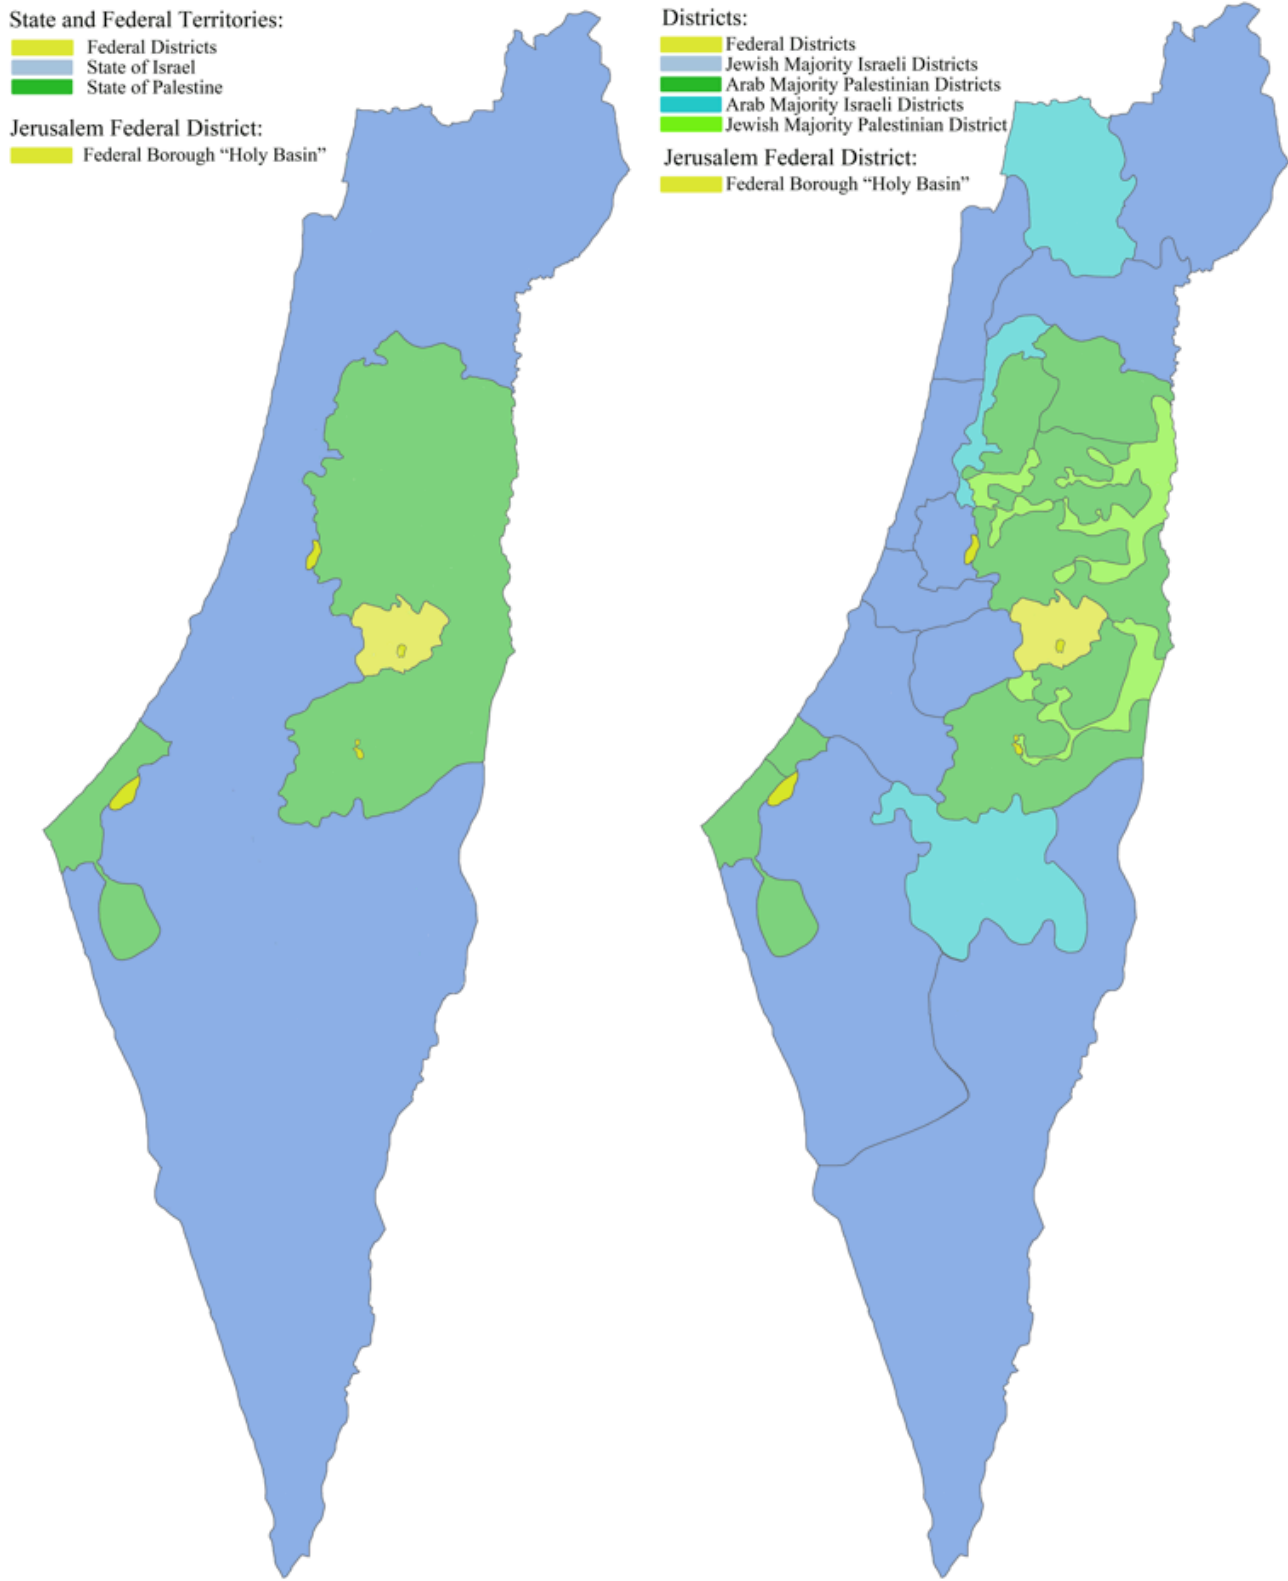 State and Federal Territories:
Federal Districts
State of Israel
State of Palestine
Jerusalem Federal District:
Federal Borough “Holy Basin”
Districts:
Federal Districts
Jewish Majority Israeli Districts
Arab Majority Palestinian Districts
Arab Majority Israeli Districts
Jewish Majority Palestinian District
Jerusalem Federal District:
Federal Borough “Holy Basin”